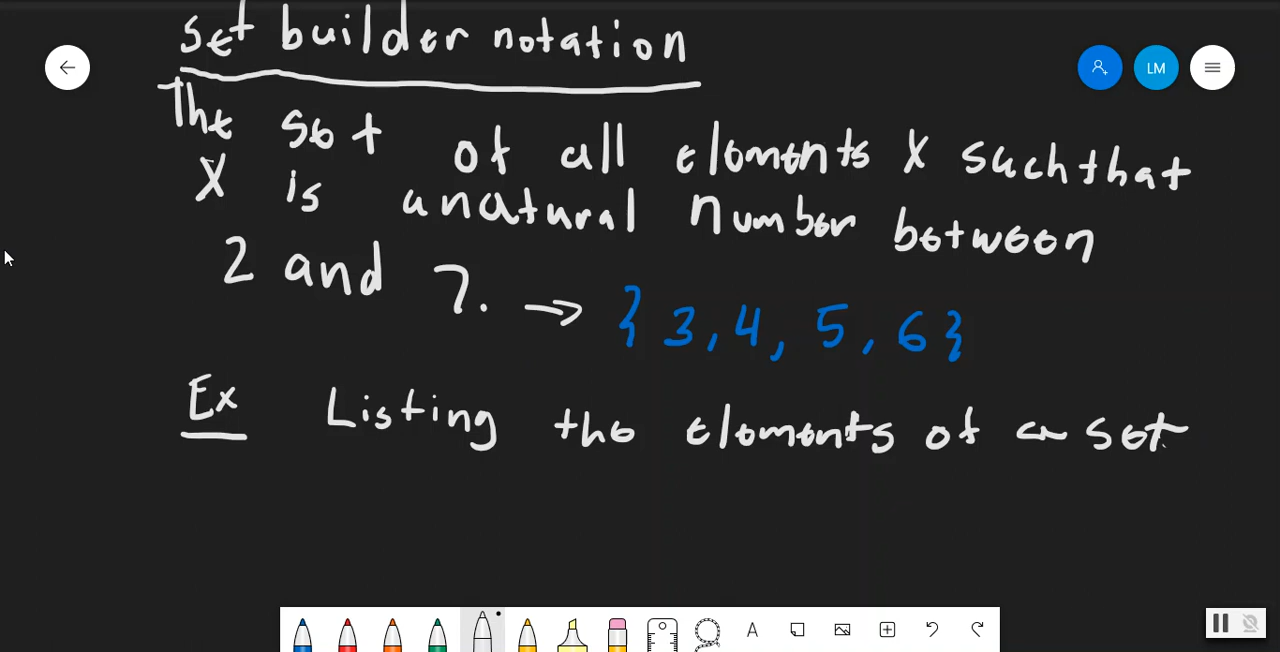 set builder notation
LM
The set of all elements x such that
x is a natural number between
2 and 7. → {3, 4, 5, 6}
Ex Listing the elements of a set
A